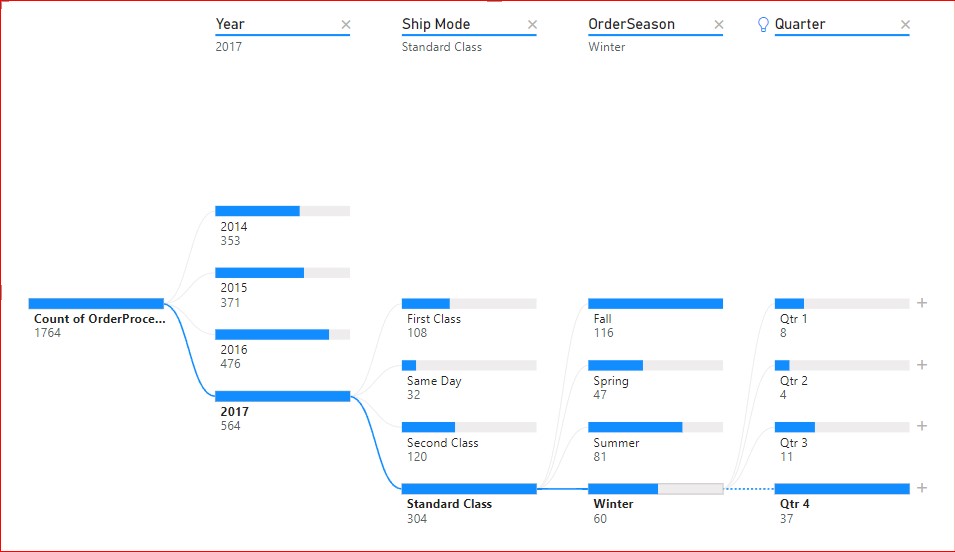 Year × Ship Mode × OrderSeason × Quarter ×
2017 Standard Class Winter
2014
353
2015
371
2016
476
2017
564
Count of OrderProce...
1764
First Class
108
Same Day
32
Second Class
120
Standard Class
304
Fall
116
Spring
47
Summer
81
Winter
60
Qtr 1
8
Qtr 2
4
Qtr 3
11
Qtr 4
37